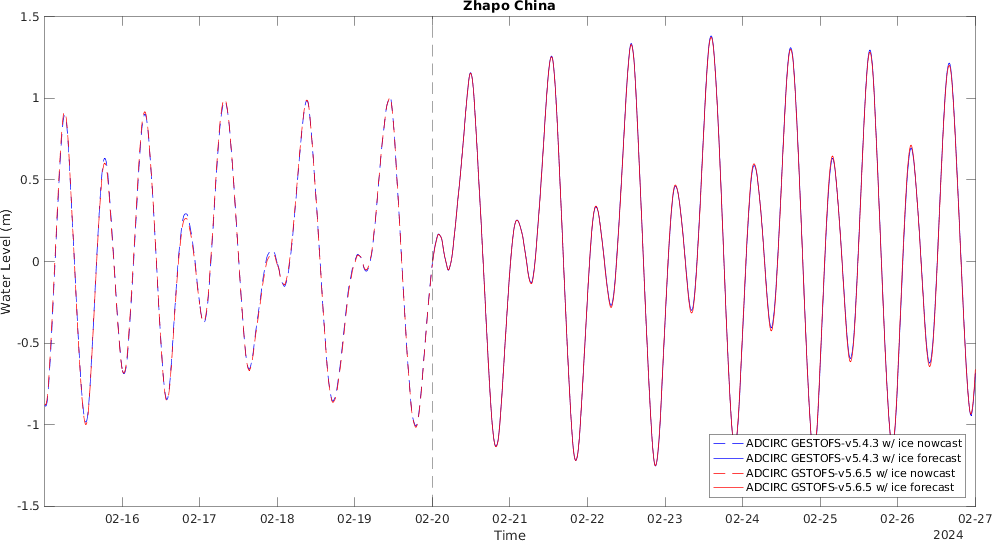 Zhapo China
1.5
1
0.5
0
-0.5
-1
-1.5
Water Level (m)
ADCIRC GESTOFS-v5.4.3 w/ ice nowcast
ADCIRC GESTOFS-v5.4.3 w/ ice forecast
ADCIRC GSTOFS-v5.6.5 w/ ice nowcast
ADCIRC GSTOFS-v5.6.5 w/ ice forecast
02-16 02-17 02-18 02-19 02-20 02-21 02-22 02-23 02-24 02-25 02-26 02-27
Time
2024